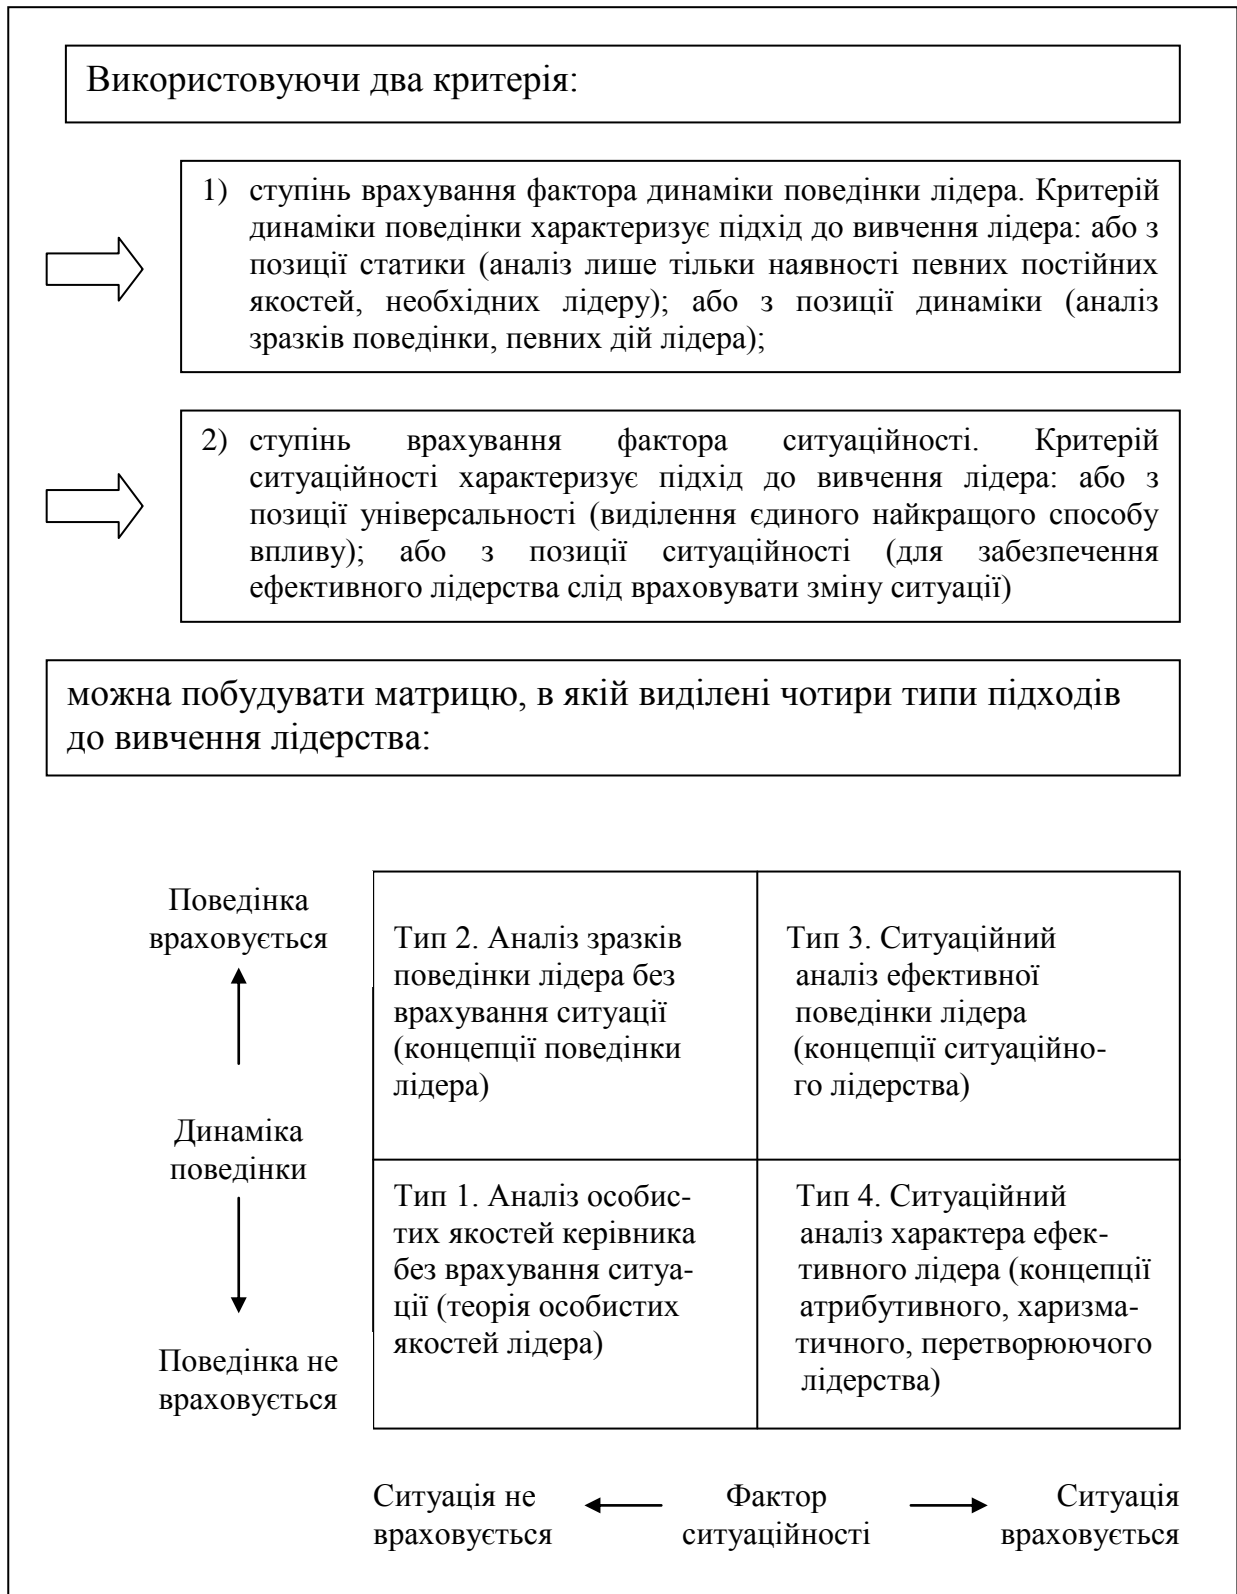 Використовуючи два критерія:
1) ступінь врахування фактора динаміки поведінки лідера. Критерій
динаміки поведінки характеризує підхід до вивчення лідера: або з
позиції статики (аналіз лише тільки наявності певних постійних
якостей, необхідних лідеру); або з позиції динаміки (аналіз
зразків поведінки, певних дій лідера);
2) ступінь врахування фактора ситуаційності. Критерій
ситуаційності характеризує підхід до вивчення лідера: або з
позиції універсальності (виділення єдиного найкращого способу
впливу); або з позиції ситуаційності (для забезпечення
ефективного лідерства слід враховувати зміну ситуації)
можна побудувати матрицю, в якій виділені чотири типи підходів
до вивчення лідерства:
Поведінка
враховується
Динаміка
поведінки
Поведінка не
враховується
Тип 2. Аналіз зразків
поведінки лідера без
врахування ситуації
(концепції поведінки
лідера)
Тип 3. Ситуаційний
аналіз ефективної
поведінки лідера
(концепції ситуаційно-
го лідерства)
Тип 1. Аналіз особис-
тих якостей керівника
без врахування ситуа-
ції (теорія особистих
якостей лідера)
Тип 4. Ситуаційний
аналіз характера ефек-
тивного лідера (концепції
атрибутивного, харизма-
тичного, перетворюючого
лідерства)
Ситуація не
враховується
Фактор
ситуаційності
Ситуація
враховується